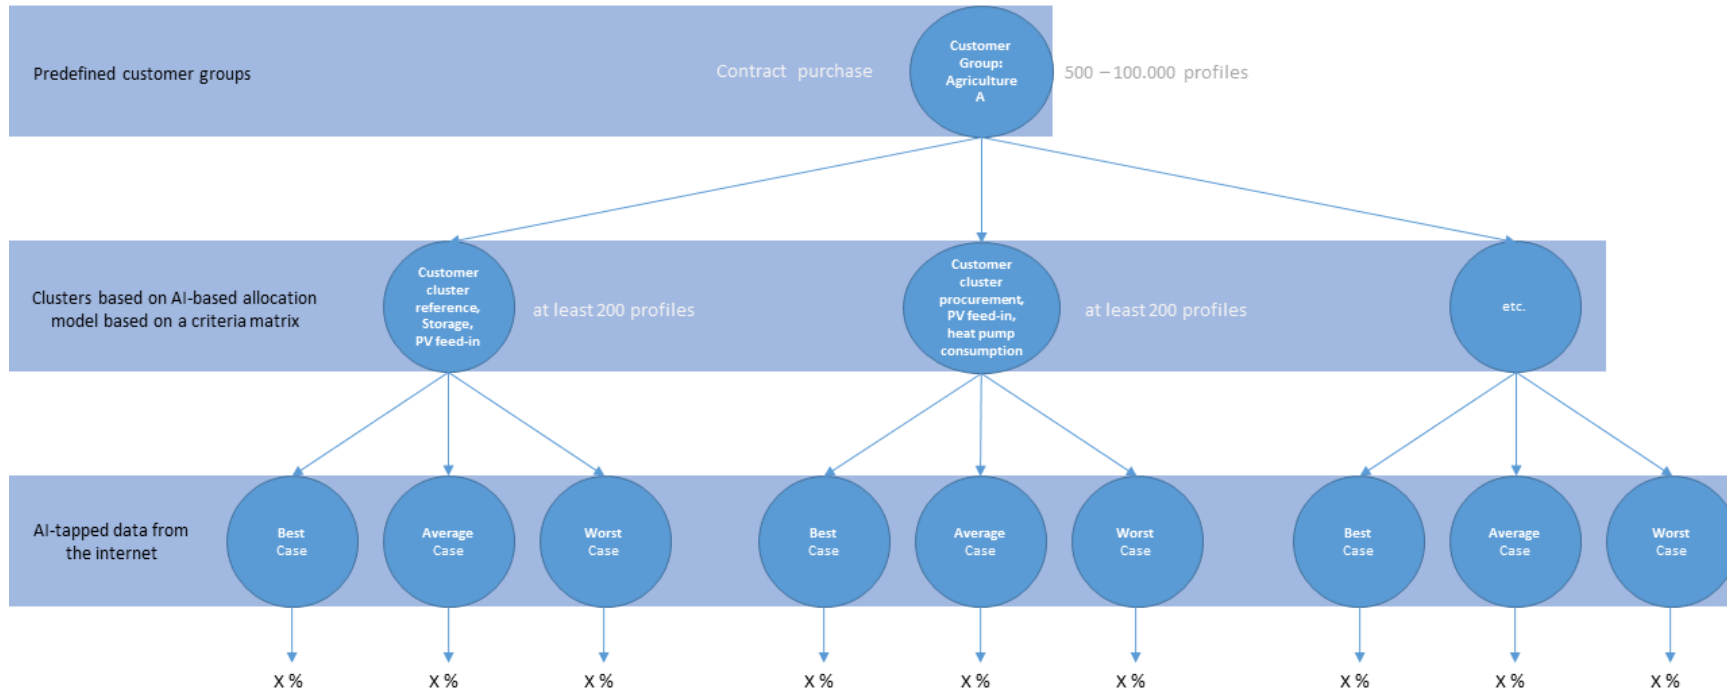 Predefined customer groups
Contract purchase
Customer
Group:
Agriculture
A
500 – 100.000 profiles
Clusters based on AI-based allocation
model based on a criteria matrix
Customer
cluster
reference,
Storage,
PV feed-in
at least 200 profiles
Customer
cluster
procurement,
PV feed-in,
heat pump
consumption
at least 200 profiles
etc.
AI-tapped data from
the internet
Best
Case
Average
Case
Worst
Case
Best
Case
Average
Case
Worst
Case
Best
Case
Average
Case
Worst
Case
X %
X %
X %
X %
X %
X %
X %
X %
X %